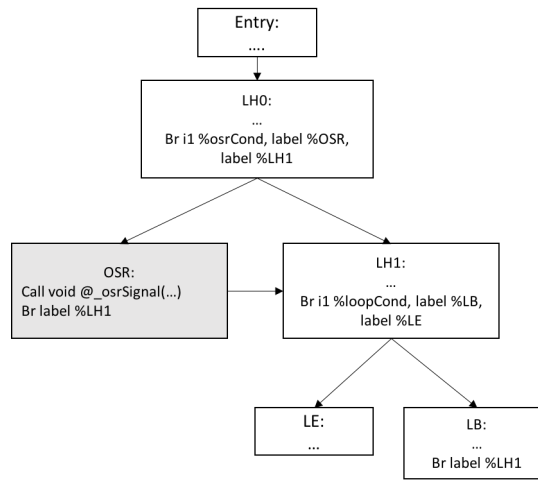 Entry:
....
LH0:
...
Br i1 %osrCond, label %OSR,
label %LH1
OSR:
Call void @_osrSignal(...)
Br label %LH1
LH1:
...
Br i1 %loopCond, label %LB,
label %LE
LE:
...
LB:
...
Br label %LH1